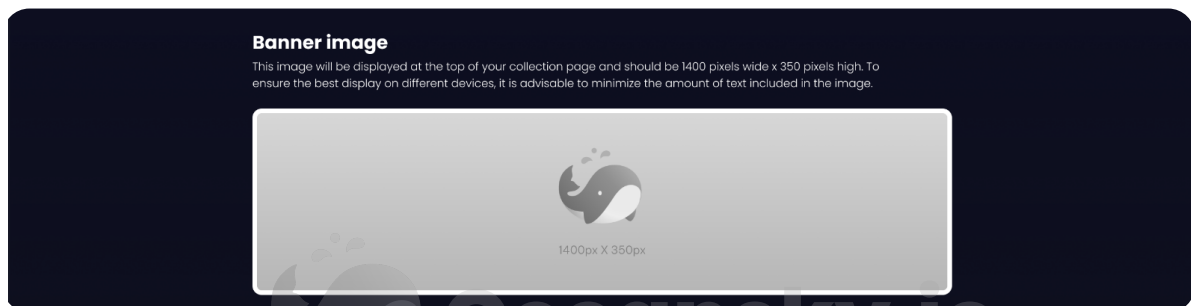 Banner image
This image will be displayed at the top of your collection page and should be 1400 pixels wide x 350 pixels high. To
ensure the best display on different devices, it is advisable to minimize the amount of text included in the image.
1400px X 350px